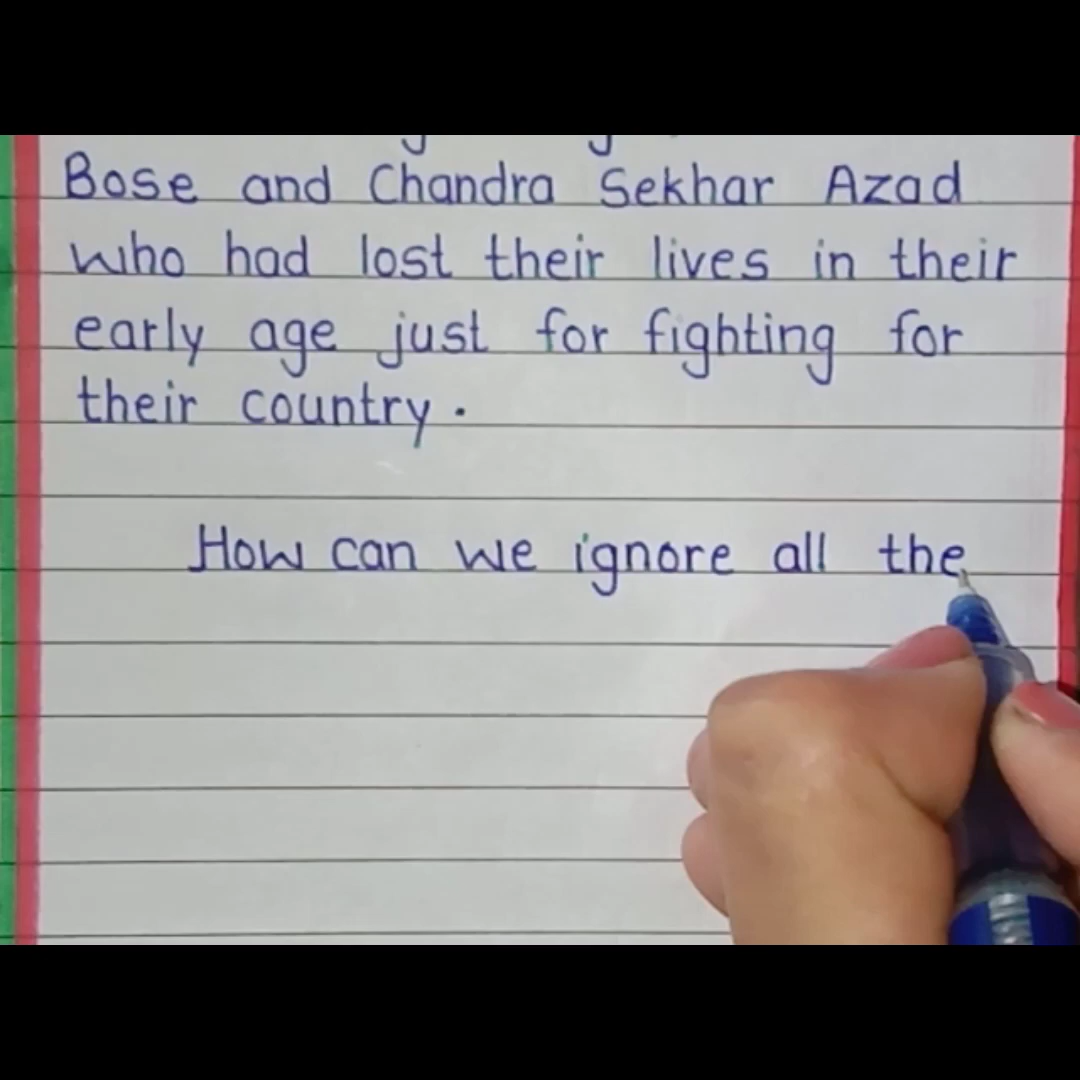 Bose and Chandra Sekhar Azad
who had lost their lives in their
early age just for fighting for
their country.
How can we ignore all the